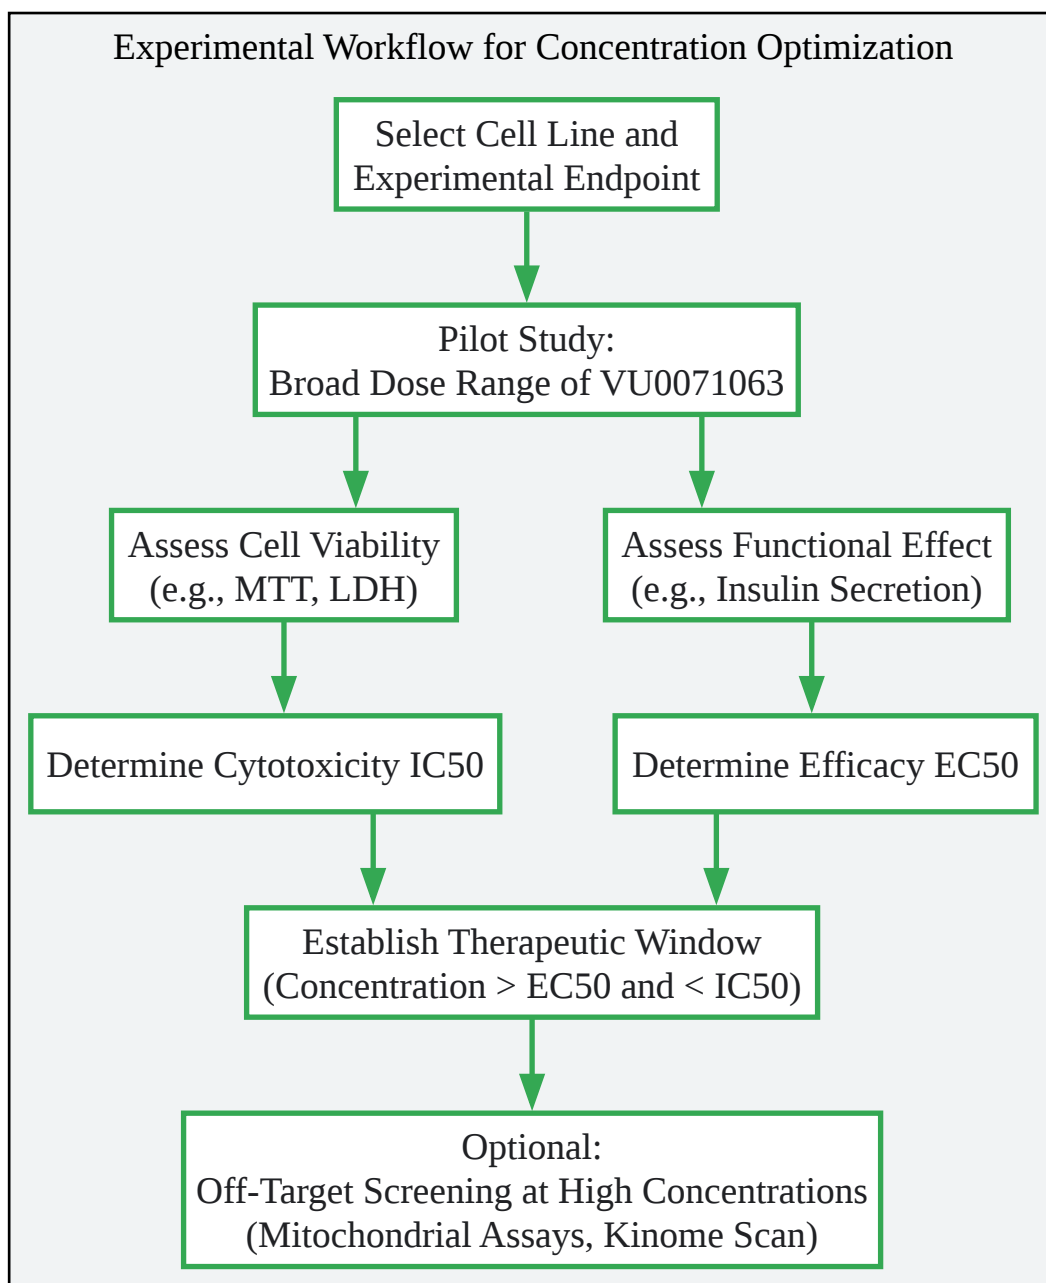 Experimental Workflow for Concentration Optimization
Select Cell Line and
Experimental Endpoint
Pilot Study:
Broad Dose Range of VU0071063
Assess Cell Viability
(e.g., MTT, LDH)
Assess Functional Effect
(e.g., Insulin Secretion)
Determine Cytotoxicity IC50
Determine Efficacy EC50
Establish Therapeutic Window
(Concentration > EC50 and < IC50)
Optional:
Off-Target Screening at High Concentrations
(Mitochondrial Assays, Kinome Scan)